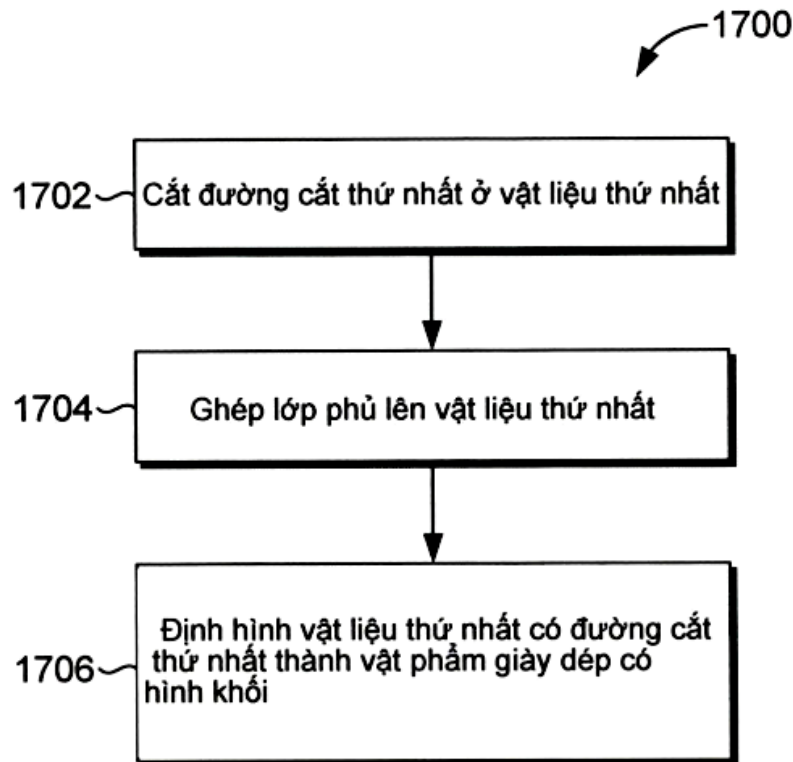 1700
1702
Cắt đường cắt thứ nhất ở vật liệu thứ nhất
1704
Ghép lớp phủ lên vật liệu thứ nhất
1706
Định hình vật liệu thứ nhất có đường cắt
thứ nhất thành vật phẩm giày dép có
hình khối